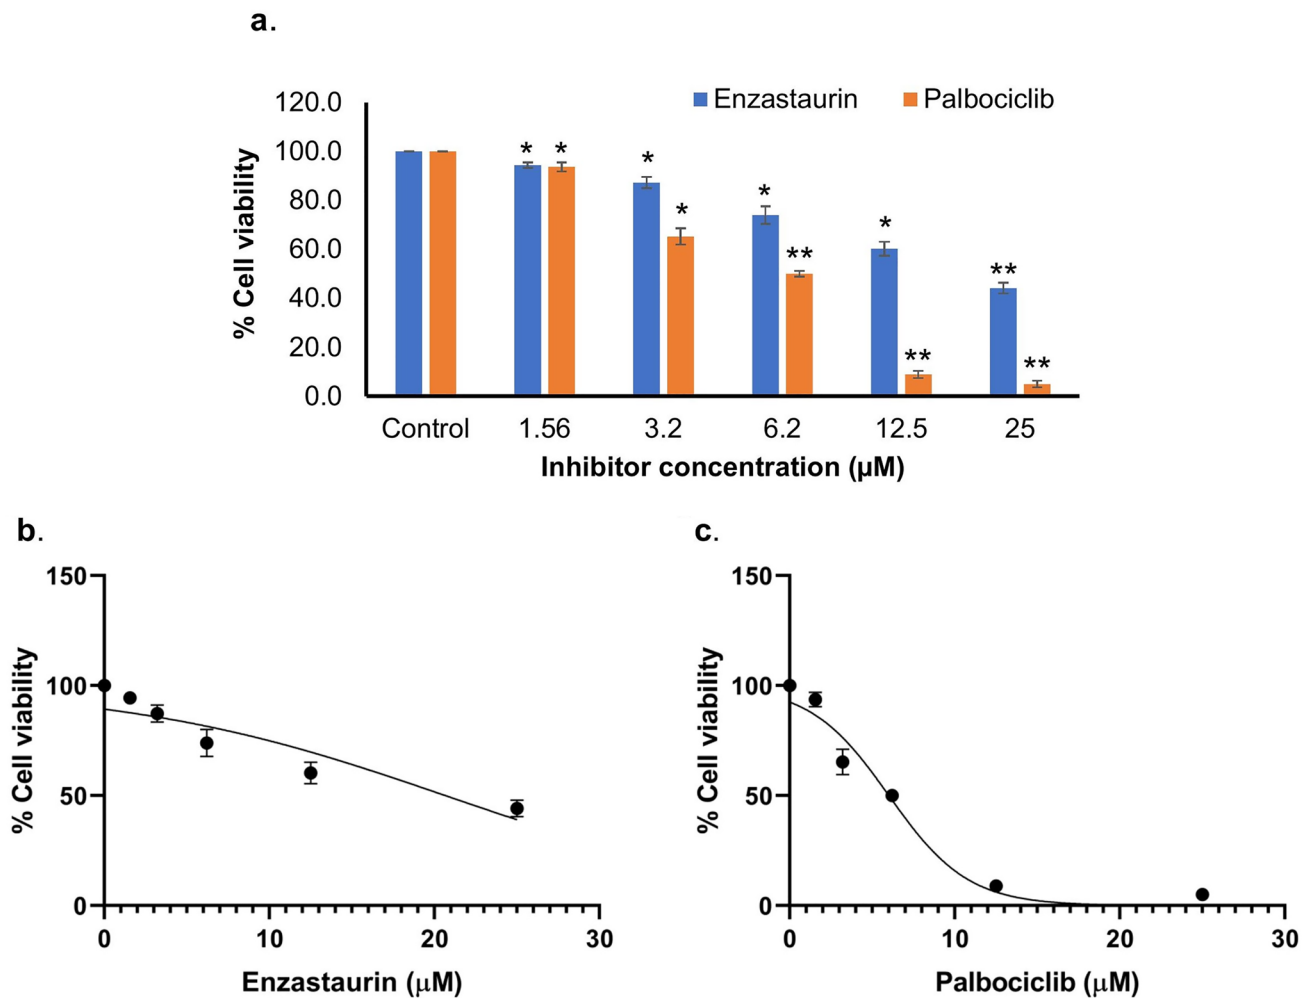 a.
Enzastaurin Palbociclib
120.0
100.0
80.0
60.0
40.0
20.0
0.0
% Cell viability
* * * * * ** * ** ** **
Control 1.56 3.2 6.2 12.5 25
Inhibitor concentration (µM)
b.
150
100
50
0
% Cell viability
0 10 20 30
Enzastaurin (μM)
c.
150
100
50
0
% Cell viability
0 10 20 30
Palbociclib (μM)